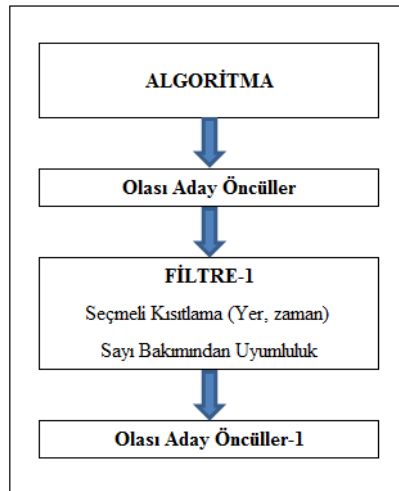 ALGORİTMA
Olası Aday Öncüller
FİLTRE-1
Seçmeli Kısıtlama (Yer, zaman)
Sayı Bakımından Uyumluluk
Olası Aday Öncüller-1